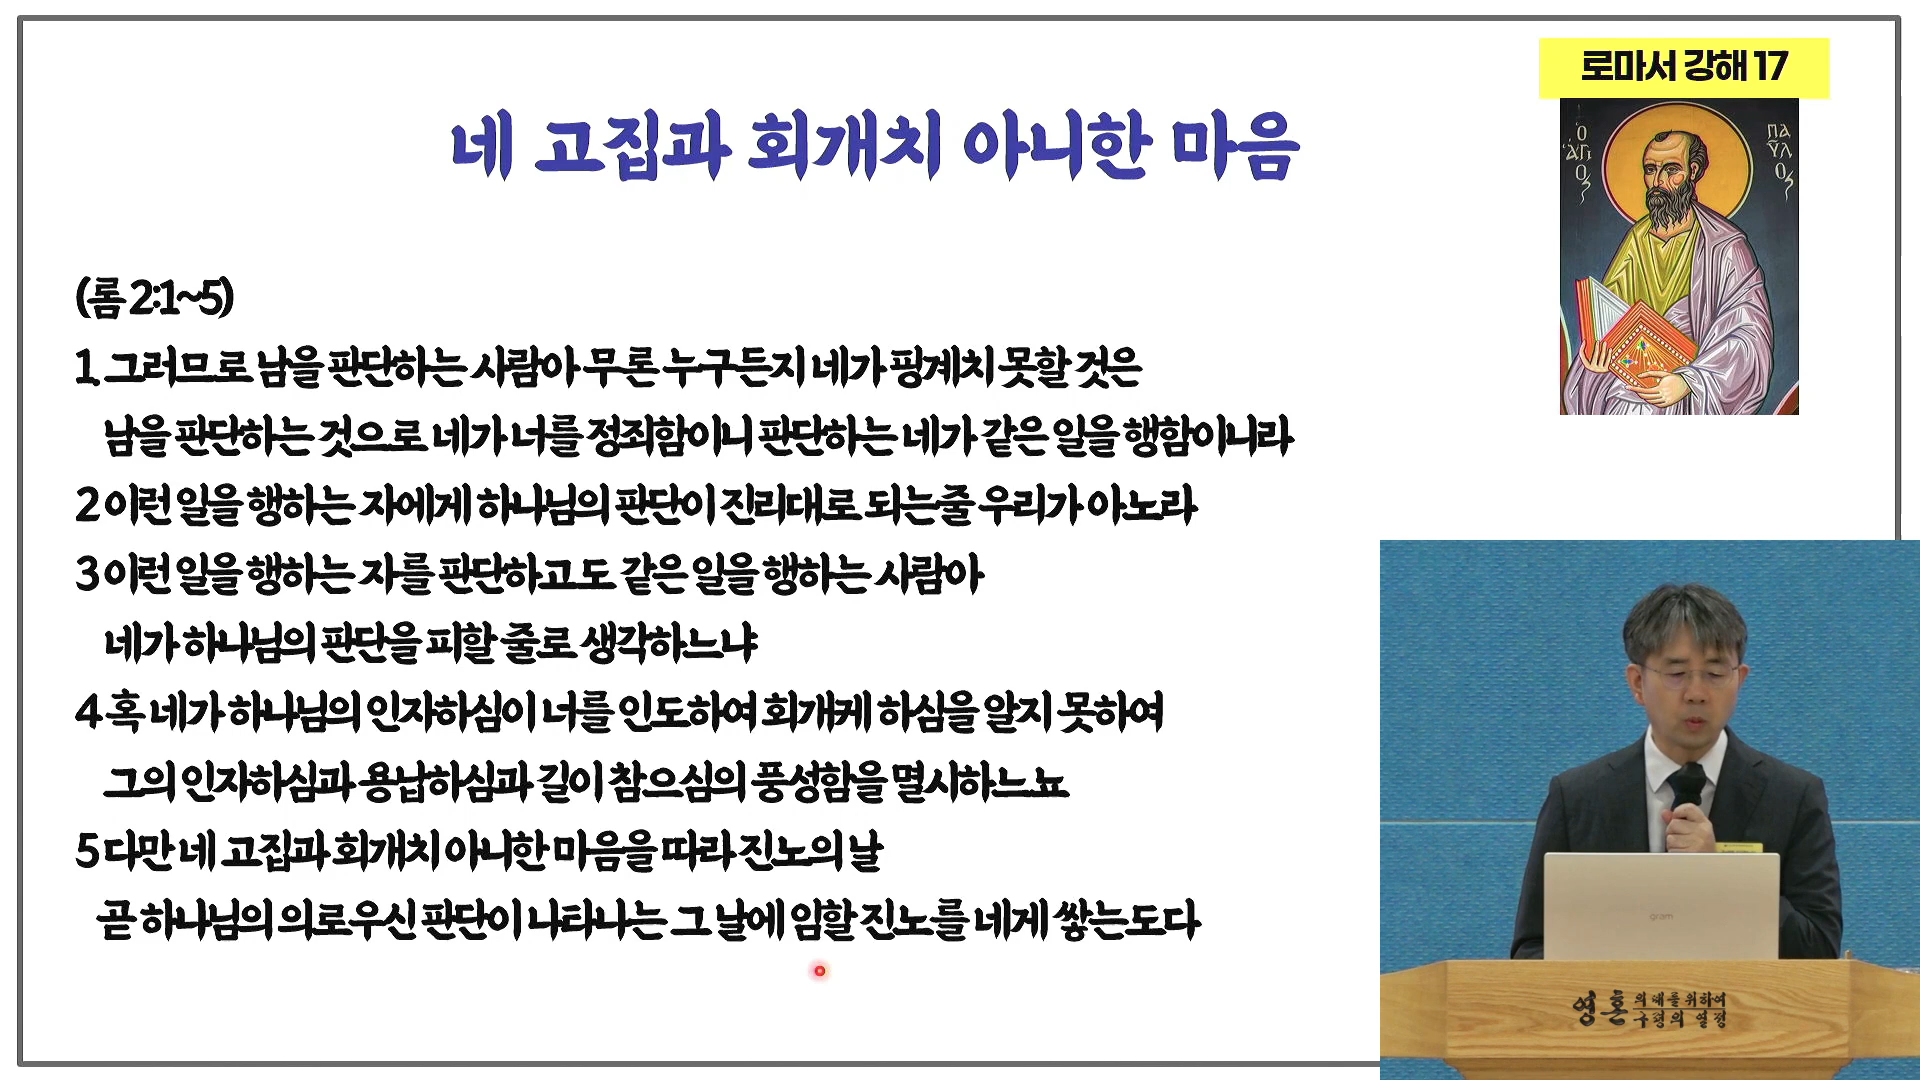 로마서 강해 17
네 고집과 회개치 아니한 마음
(롬 2:1~5)
1. 그러므로 남을 판단하는 사람아 무론 누구든지 네가 핑계치 못할 것은
남을 판단하는 것으로 네가 너를 정죄함이니 판단하는 네가 같은 일을 행함이니라
2 이런 일을 행하는 자에게 하나님의 판단이 진리대로 되는줄 우리가 아노라
3 이런 일을 행하는 자를 판단하고도 같은 일을 행하는 사람아
네가 하나님의 판단을 피할 줄로 생각하느냐
4 혹 네가 하나님의 인자하심이 너를 인도하여 회개케 하심을 알지 못하여
그의 인자하심과 용납하심과 길이 참으심의 풍성함을 멸시하느뇨
5 다만 네 고집과 회개치 아니한 마음을 따라 진노의 날
곧 하나님의 의로우신 판단이 나타나는 그 날에 임할 진노를 네게 쌓는도다
gram
영혼 의 때를 위하여
구령의 열정